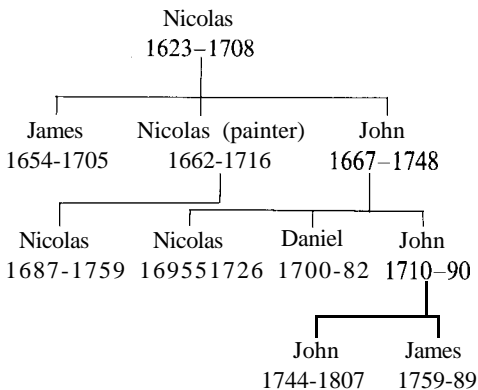 Nicolas
1623–1708
James Nicolas (painter) John
1654-1705 1662-1716 1667–1748
Nicolas Nicolas Daniel John
1687-1759 169551726 1700-82 1710–90
John James
1744-1807 1759-89